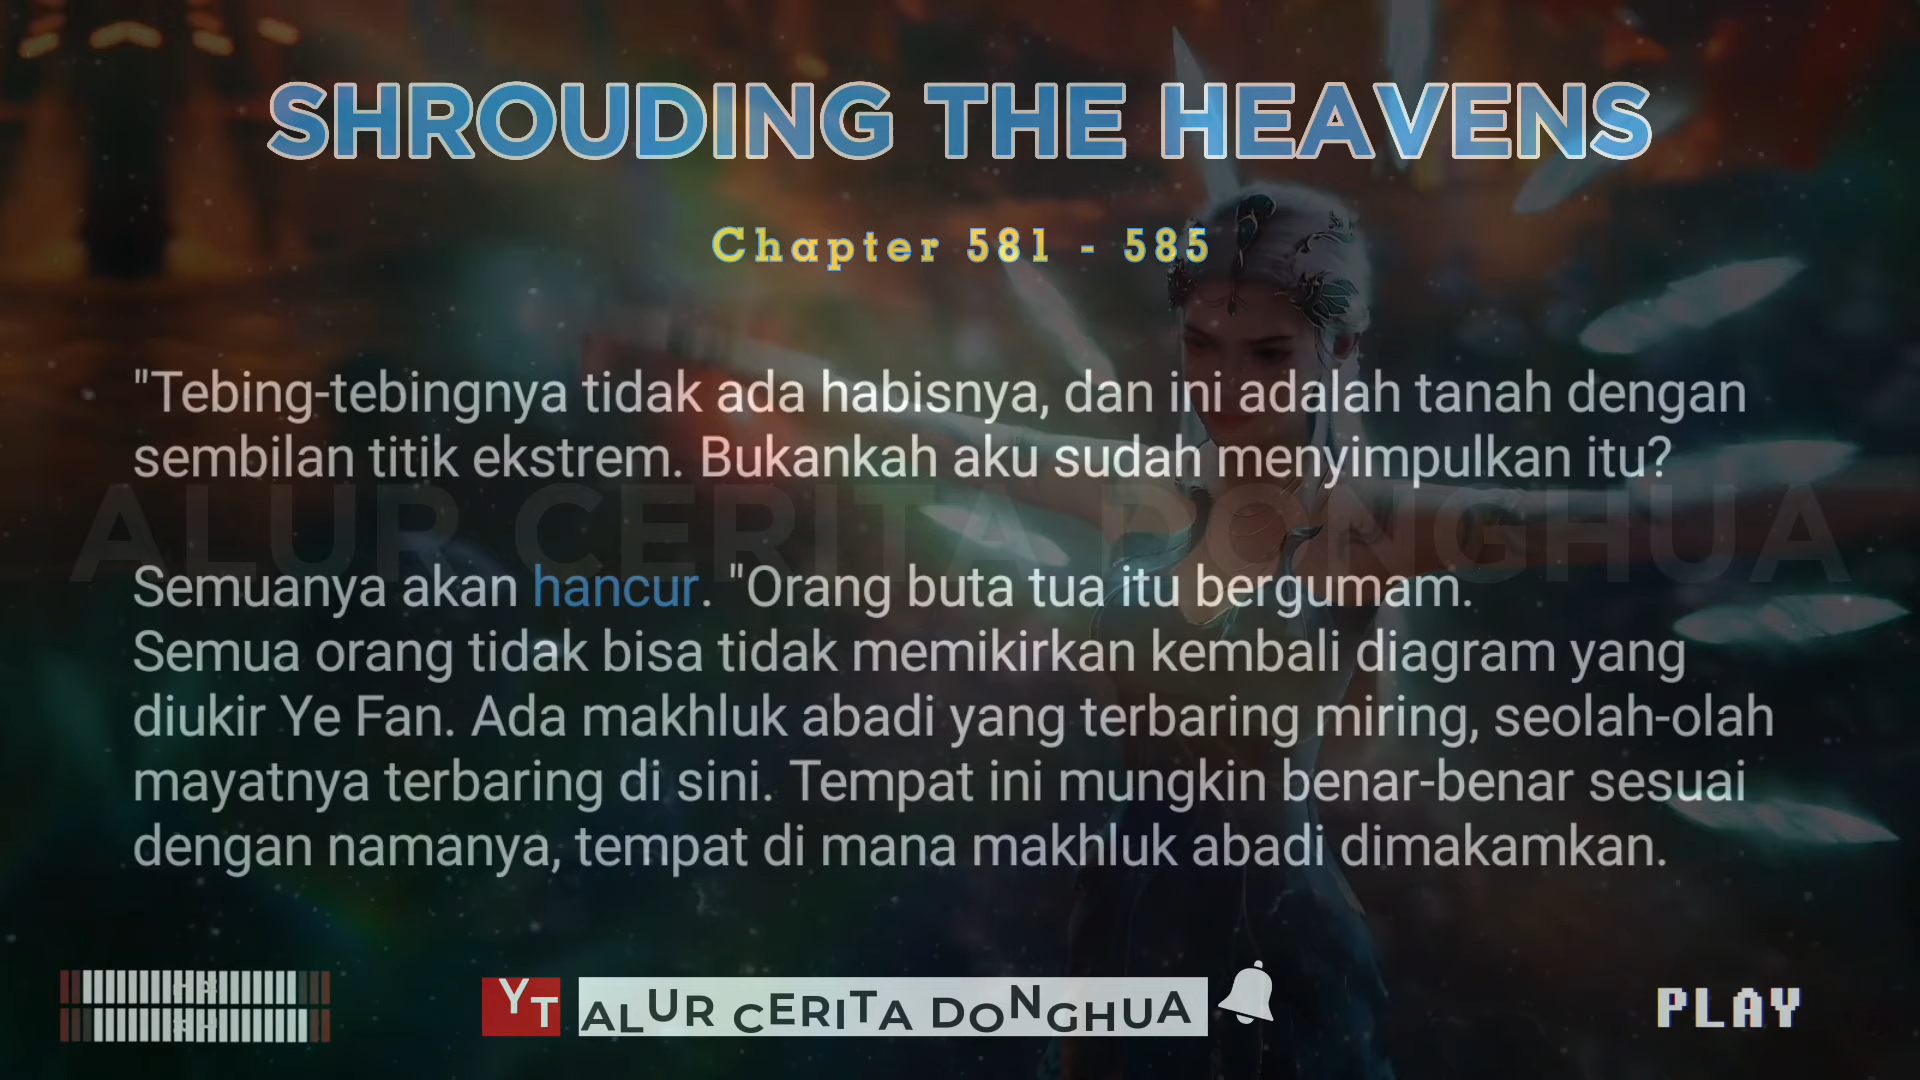 SHROUDING THE HEAVENS
Chapter 581 - 585
"Tebing-tebingnya tidak ada habisnya, dan ini adalah tanah dengan
sembilan titik ekstrem. Bukankah aku sudah menyimpulkan itu?
ALUR CERITA DONGHUA
Semuanya akan hancur. "Orang buta tua itu bergumam.
Semua orang tidak bisa tidak memikirkan kembali diagram yang
diukir Ye Fan. Ada makhluk abadi yang terbaring miring, seolah-olah
mayatnya terbaring di sini. Tempat ini mungkin benar-benar sesuai
dengan namanya, tempat di mana makhluk abadi dimakamkan.
YT ALUR CERITA DONGHUA
PLAY